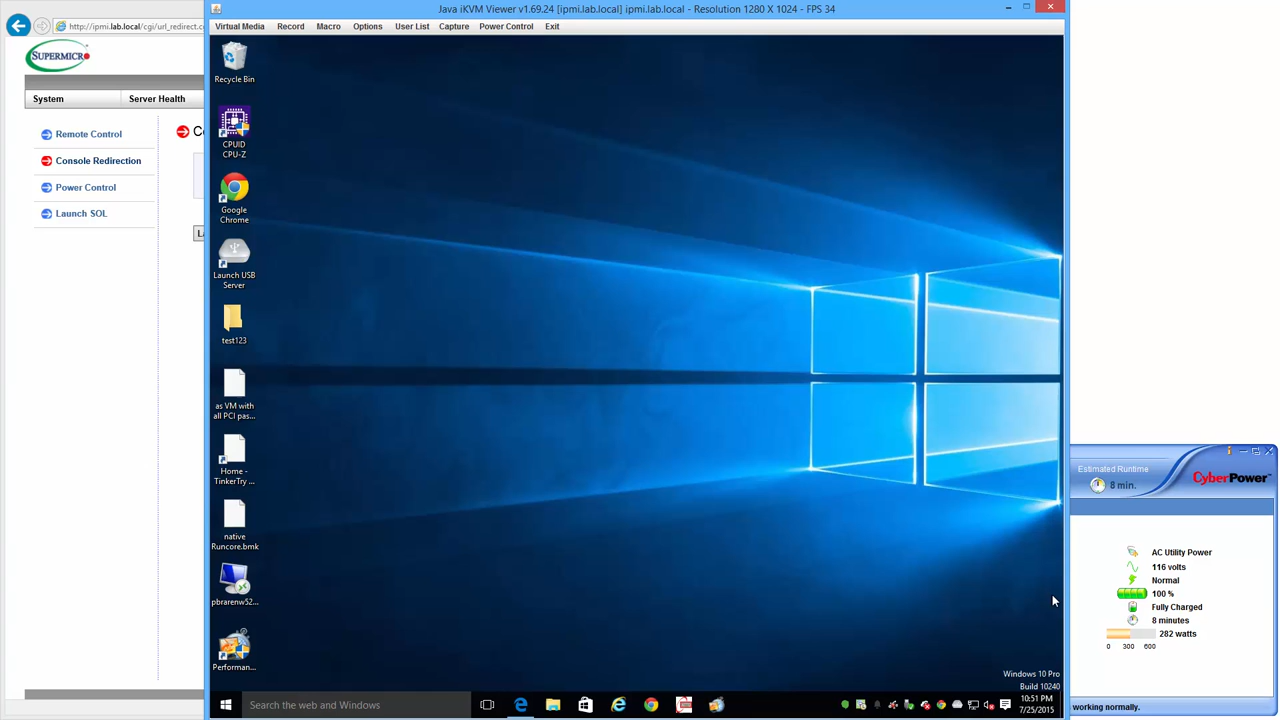 Java iKVM Viewer v1.69.24 [ipmi.lab.local] ipmi.lab.local - Resolution 1280 X 1024 - FPS 34
http://ipmi.lab.local/cgi/url_redirect.c
Virtual Media Record Macro Options User List Capture Power Control Exit
SUPERMICR
System Server Health
Remote Control
Console Redirection
Power Control
Launch SOL
Recycle Bin
CPUID
CPU-Z
Google
Chrome
Launch USB
Server
test123
as VM with
all PCI pas...
Home -
TinkerTry ...
native
Runcore.bmk
pbrarenw52...
Performan...
Windows 10 Pro
Build 10240
Search the web and Windows
10:51 PM
7/25/2015
Estimated Runtime
8 min.
CyberPower
AC Utility Power
116 volts
Normal
100 %
Fully Charged
8 minutes
282 watts
0 300 600
working normally.